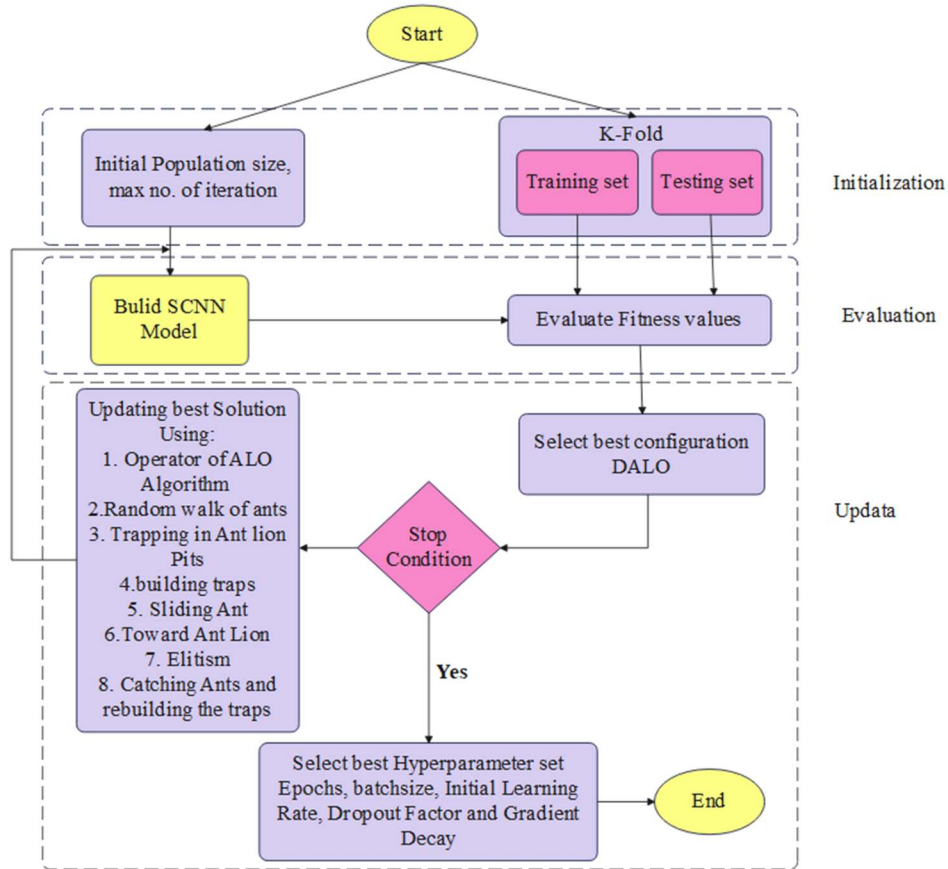 Start
Initial Population size,
max no. of iteration
K-Fold
Training set
Testing set
Initialization
Bulid SCNN
Model
Evaluate Fitness values
Evaluation
Updating best Solution
Using:
1. Operator of ALO
Algorithm
2.Random walk of ants
3. Trapping in Ant lion
Pits
4.building traps
5. Sliding Ant
6.Toward Ant Lion
7. Elitism
8. Catching Ants and
rebuilding the traps
Select best configuration
DALO
Stop
Condition
Updata
Yes
Select best Hyperparameter set
Epochs, batchsize, Initial Learning
Rate, Dropout Factor and Gradient
Decay
End